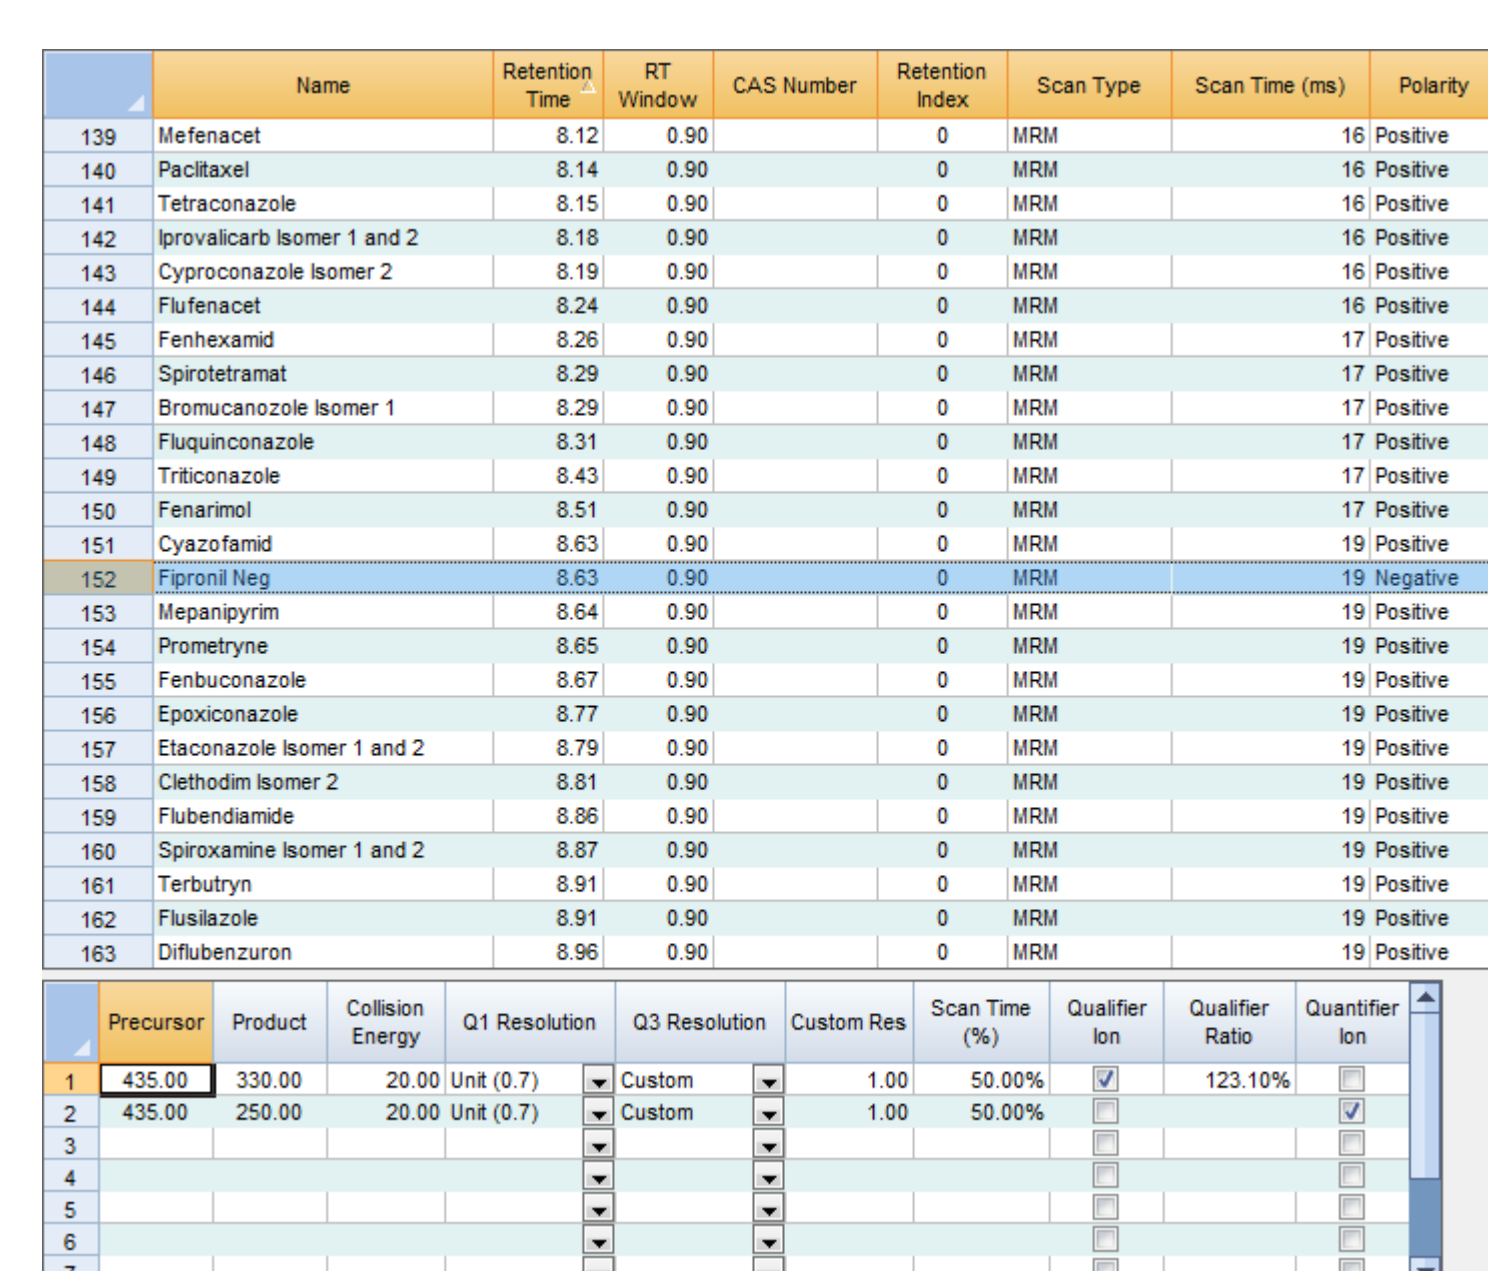 Name Retention Time RT Window CAS Number Retention Index Scan Type Scan Time (ms) Polarity
139 Mefenacet 8.12 0.90 0 MRM 16 Positive
140 Paclitaxel 8.14 0.90 0 MRM 16 Positive
141 Tetraconazole 8.15 0.90 0 MRM 16 Positive
142 Iprovalicarb Isomer 1 and 2 8.18 0.90 0 MRM 16 Positive
143 Cyproconazole Isomer 2 8.19 0.90 0 MRM 16 Positive
144 Flufenacet 8.24 0.90 0 MRM 16 Positive
145 Fenhexamid 8.26 0.90 0 MRM 17 Positive
146 Spirotetramat 8.29 0.90 0 MRM 17 Positive
147 Bromucanozole Isomer 1 8.29 0.90 0 MRM 17 Positive
148 Fluquinconazole 8.31 0.90 0 MRM 17 Positive
149 Triticonazole 8.43 0.90 0 MRM 17 Positive
150 Fenarimol 8.51 0.90 0 MRM 17 Positive
151 Cyazofamid 8.63 0.90 0 MRM 19 Positive
152 Fipronil Neg 8.63 0.90 0 MRM 19 Negative
153 Mepanipyrim 8.64 0.90 0 MRM 19 Positive
154 Prometryne 8.65 0.90 0 MRM 19 Positive
155 Fenbuconazole 8.67 0.90 0 MRM 19 Positive
156 Epoxiconazole 8.77 0.90 0 MRM 19 Positive
157 Etaconazole Isomer 1 and 2 8.79 0.90 0 MRM 19 Positive
158 Clethodim Isomer 2 8.81 0.90 0 MRM 19 Positive
159 Flubendiamide 8.86 0.90 0 MRM 19 Positive
160 Spiroxamine Isomer 1 and 2 8.87 0.90 0 MRM 19 Positive
161 Terbutryn 8.91 0.90 0 MRM 19 Positive
162 Flusilazole 8.91 0.90 0 MRM 19 Positive
163 Diflubenzuron 8.96 0.90 0 MRM 19 Positive
Precursor Product Collision Energy Q1 Resolution Q3 Resolution Custom Res Scan Time (%) Qualifier Ion Qualifier Ratio Quantifier Ion
1 435.00 330.00 20.00 Unit (0.7) Custom 1.00 50.00% 123.10%
2 435.00 250.00 20.00 Unit (0.7) Custom 1.00 50.00%
3
4
5
6